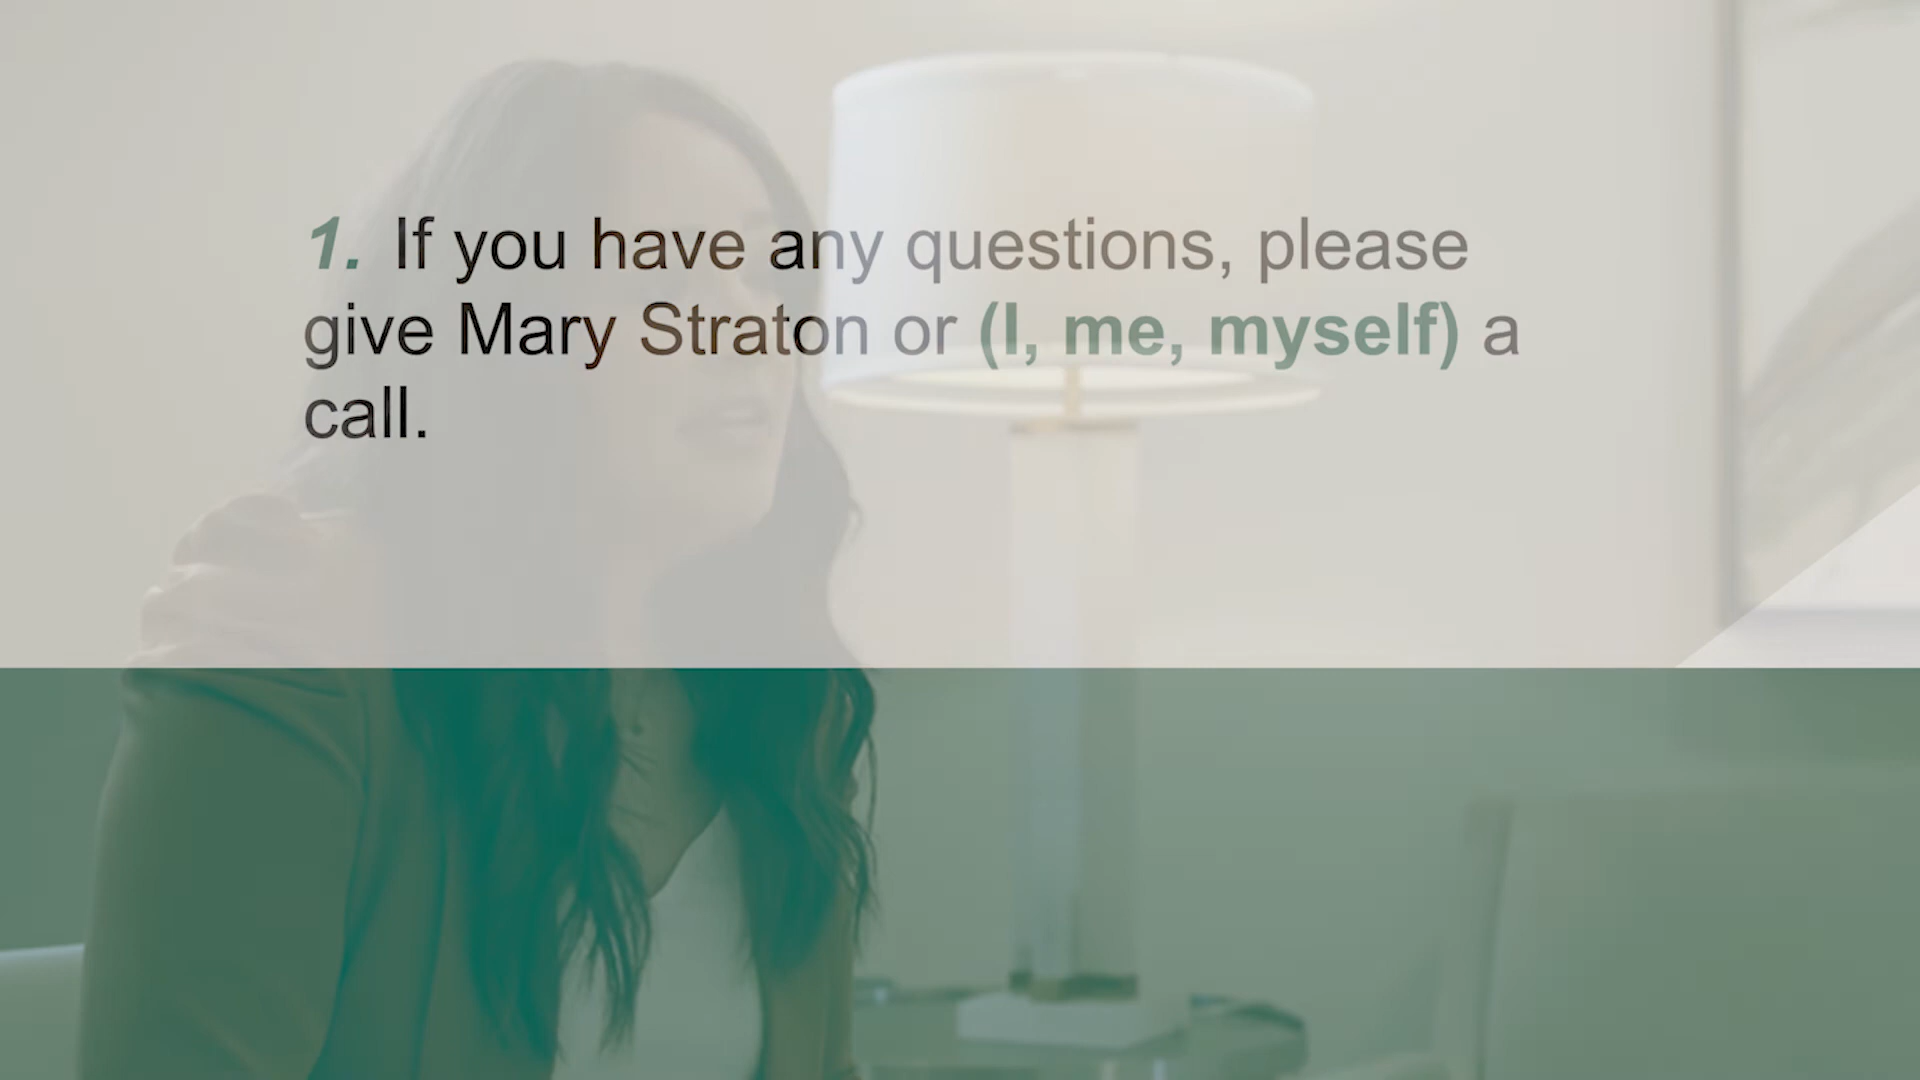 1. If you have any questions, please
give Mary Straton or (I, me, myself) a
call.